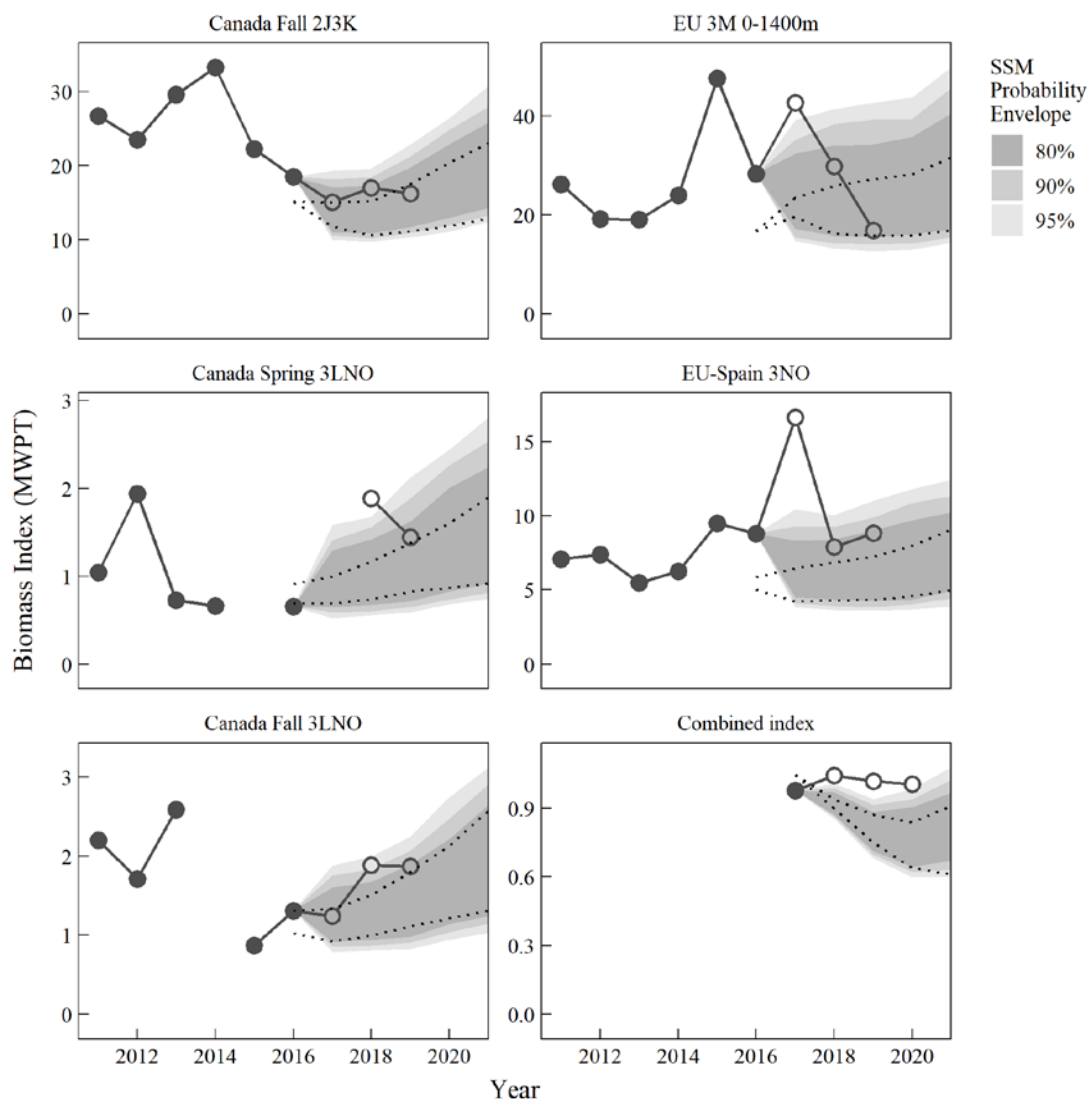 Canada Fall 2J3K
EU 3M 0-1400m
30
20
10
0
40
20
0
SSM
Probability
Envelope
80%
90%
95%
Canada Spring 3LNO
EU-Spain 3NO
3
2
1
0
15
10
5
0
Biomass Index (MWPT)
Canada Fall 3LNO
Combined index
3
2
1
0
0.9
0.6
0.3
0.0
2012 2014 2016 2018 2020
2012 2014 2016 2018 2020
Year